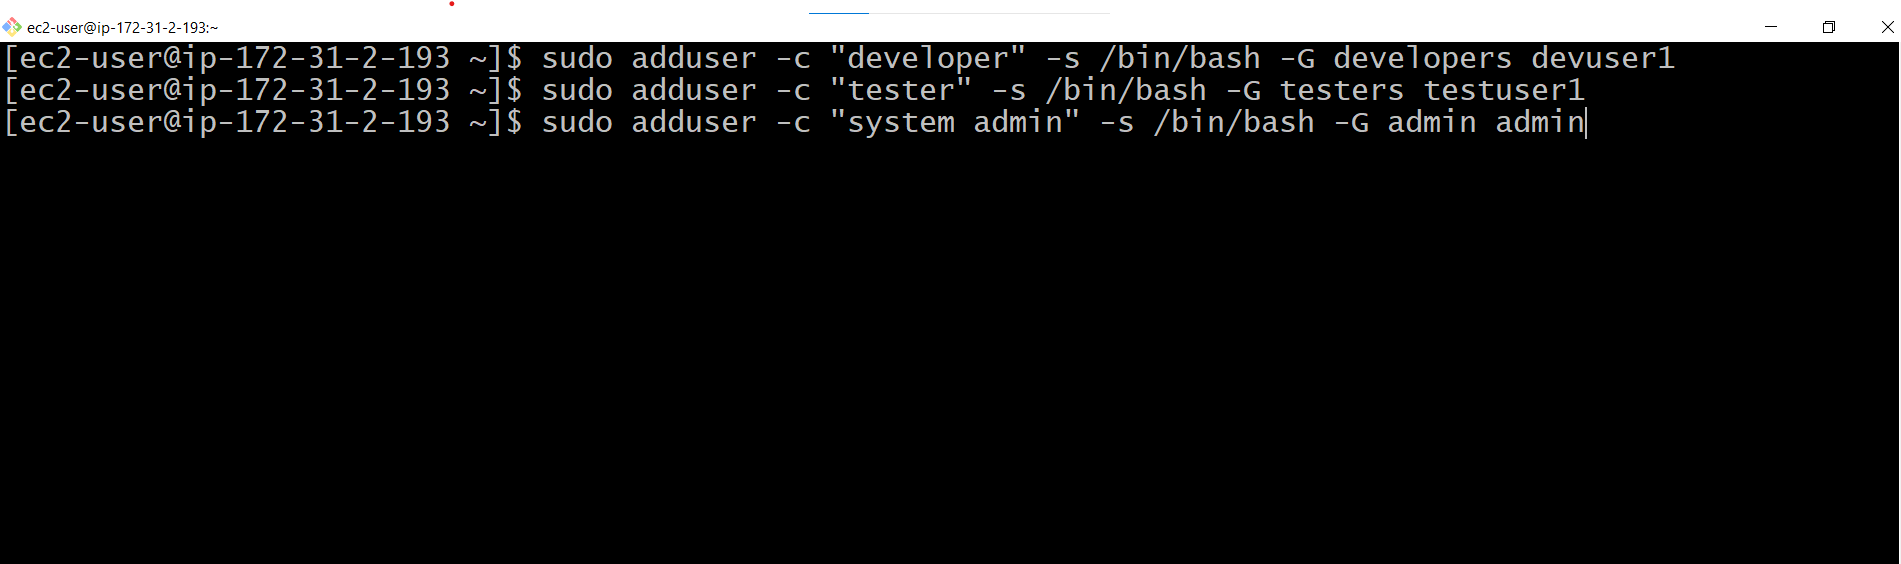 ec2-user@ip-172-31-2-193:~
[ec2-user@ip-172-31-2-193 ~]$ sudo adduser -c "developer" -s /bin/bash -G developers devuser1
[ec2-user@ip-172-31-2-193 ~]$ sudo adduser -c "tester" -s /bin/bash -G testers testuser1
[ec2-user@ip-172-31-2-193 ~]$ sudo adduser -c "system admin" -s /bin/bash -G admin admin